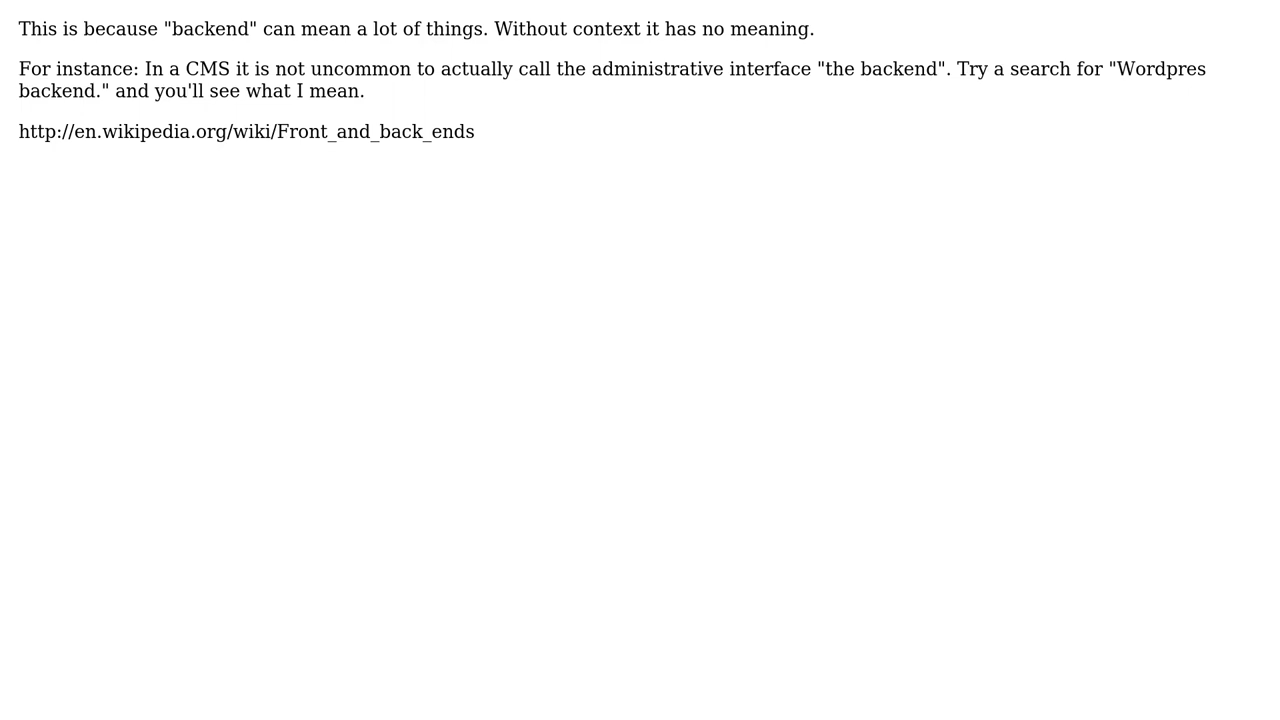 This is because "backend" can mean a lot of things. Without context it has no meaning.
For instance: In a CMS it is not uncommon to actually call the administrative interface "the backend". Try a search for "Wordpres
backend." and you'll see what I mean.
http://en.wikipedia.org/wiki/Front_and_back_ends